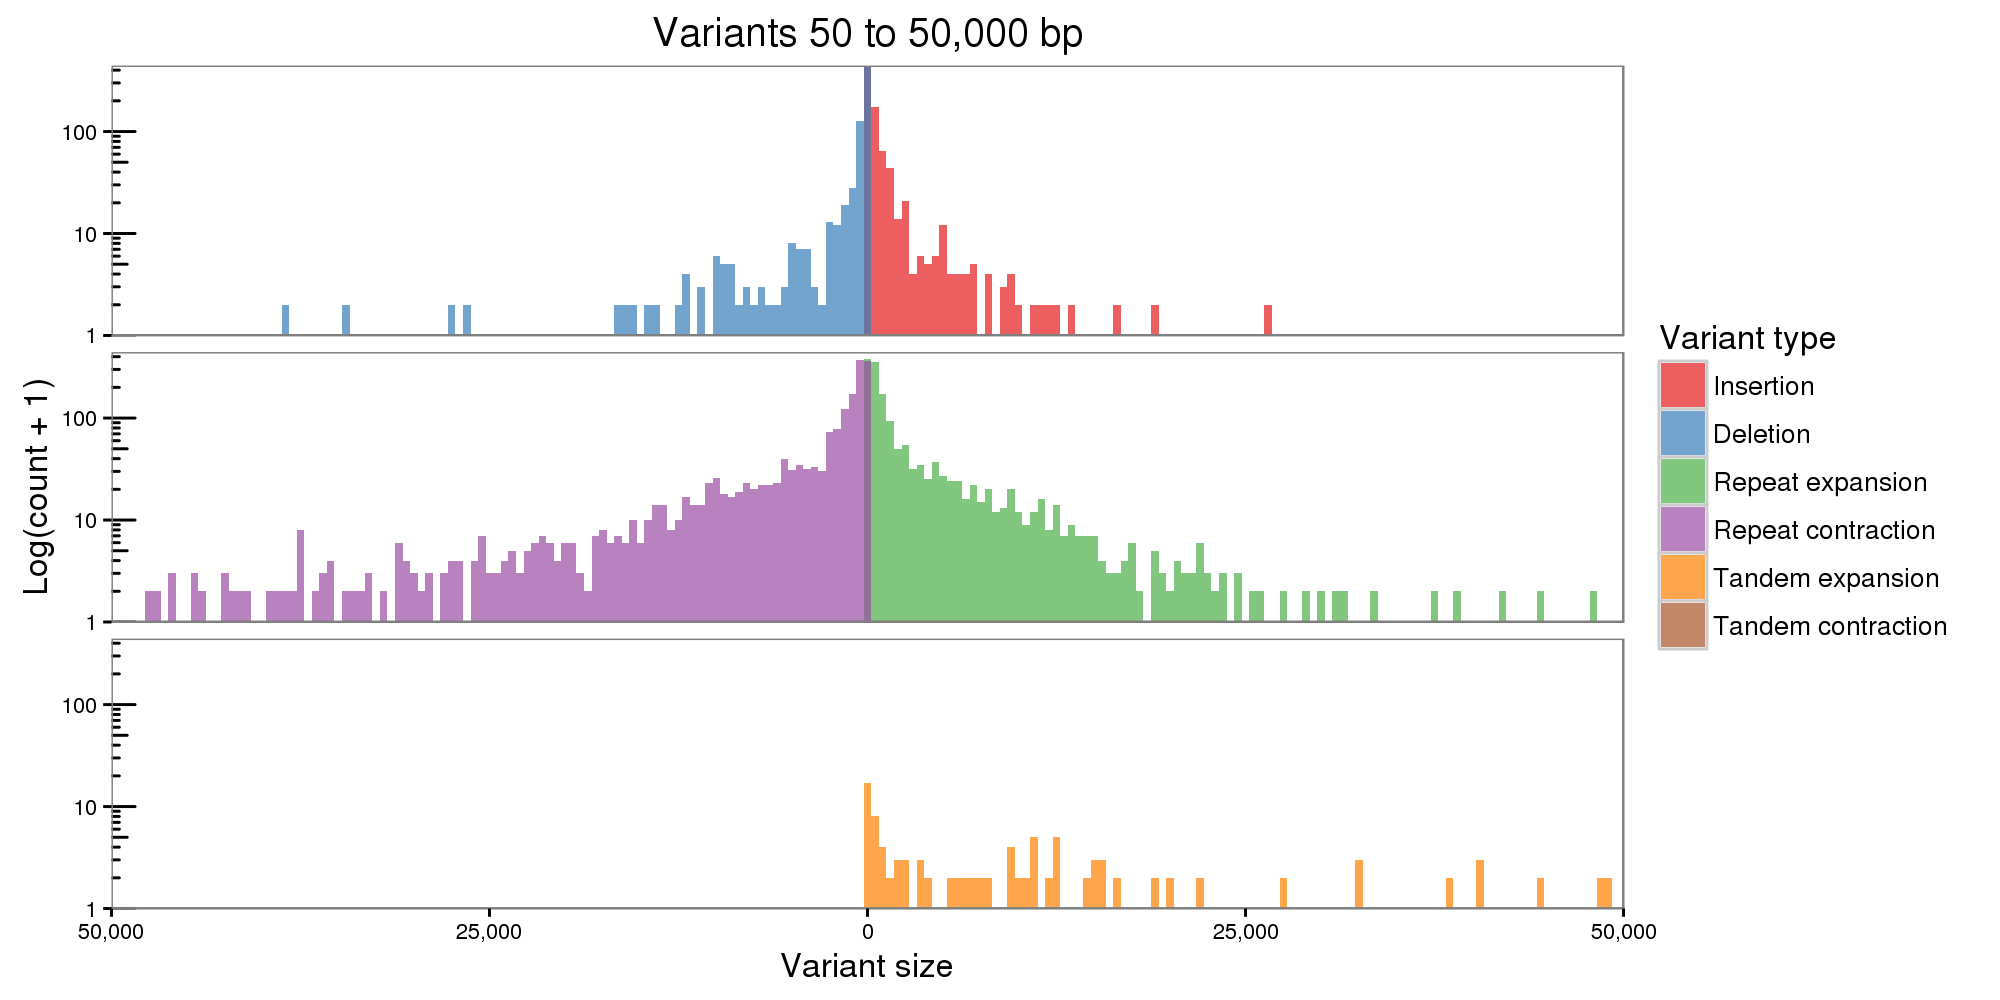 Variants 50 to 50,000 bp
100
10
1
100
10
1
100
10
1
Log(count + 1)
50,000
25,000
0
25,000
50,000
Variant size
Variant type
Insertion
Deletion
Repeat expansion
Repeat contraction
Tandem expansion
Tandem contraction